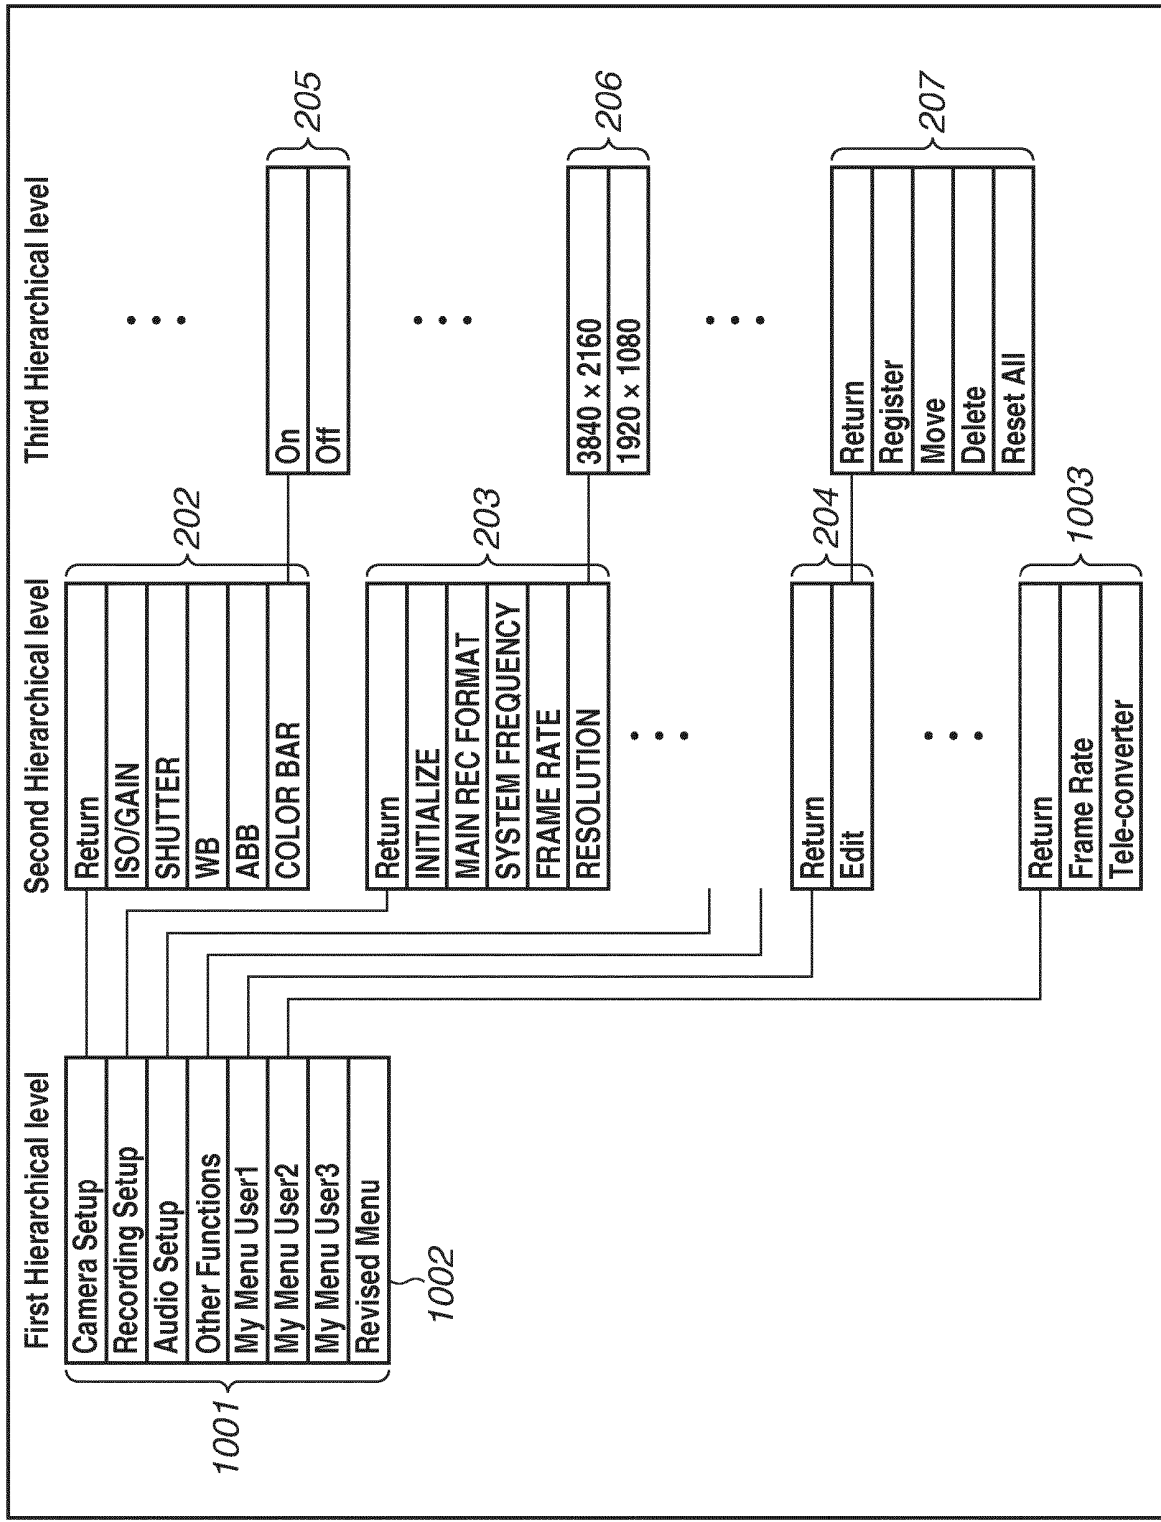 First Hierarchical level
Camera Setup
Recording Setup
Audio Setup
Other Functions
My Menu User1
My Menu User2
My Menu User3
Revised Menu
1001
1002
Second Hierarchical level
Return
ISO/GAIN
SHUTTER
WB
ABB
COLOR BAR
202
Return
INITIALIZE
MAIN REC FORMAT
SYSTEM FREQUENCY
FRAME RATE
RESOLUTION
203
Return
Edit
204
Return
Frame Rate
Tele-converter
1003
Third Hierarchical level
On
Off
205
3840 × 2160
1920 × 1080
206
Return
Register
Move
Delete
Reset All
207